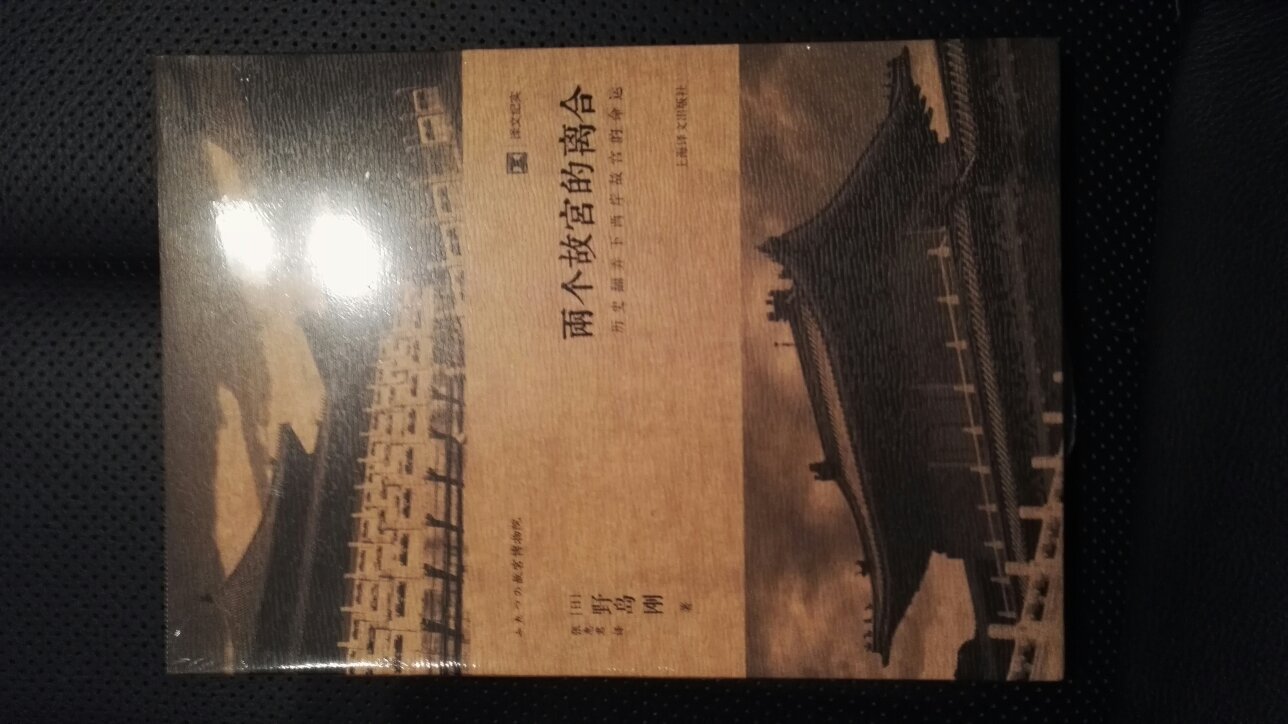 译文纪实
兩个故宮的离合
历史翻弄下两岸故宫的命运
上海译文出版社
ふたつの故宮博物院
[日]
野岛
刚
著
张惠君 译